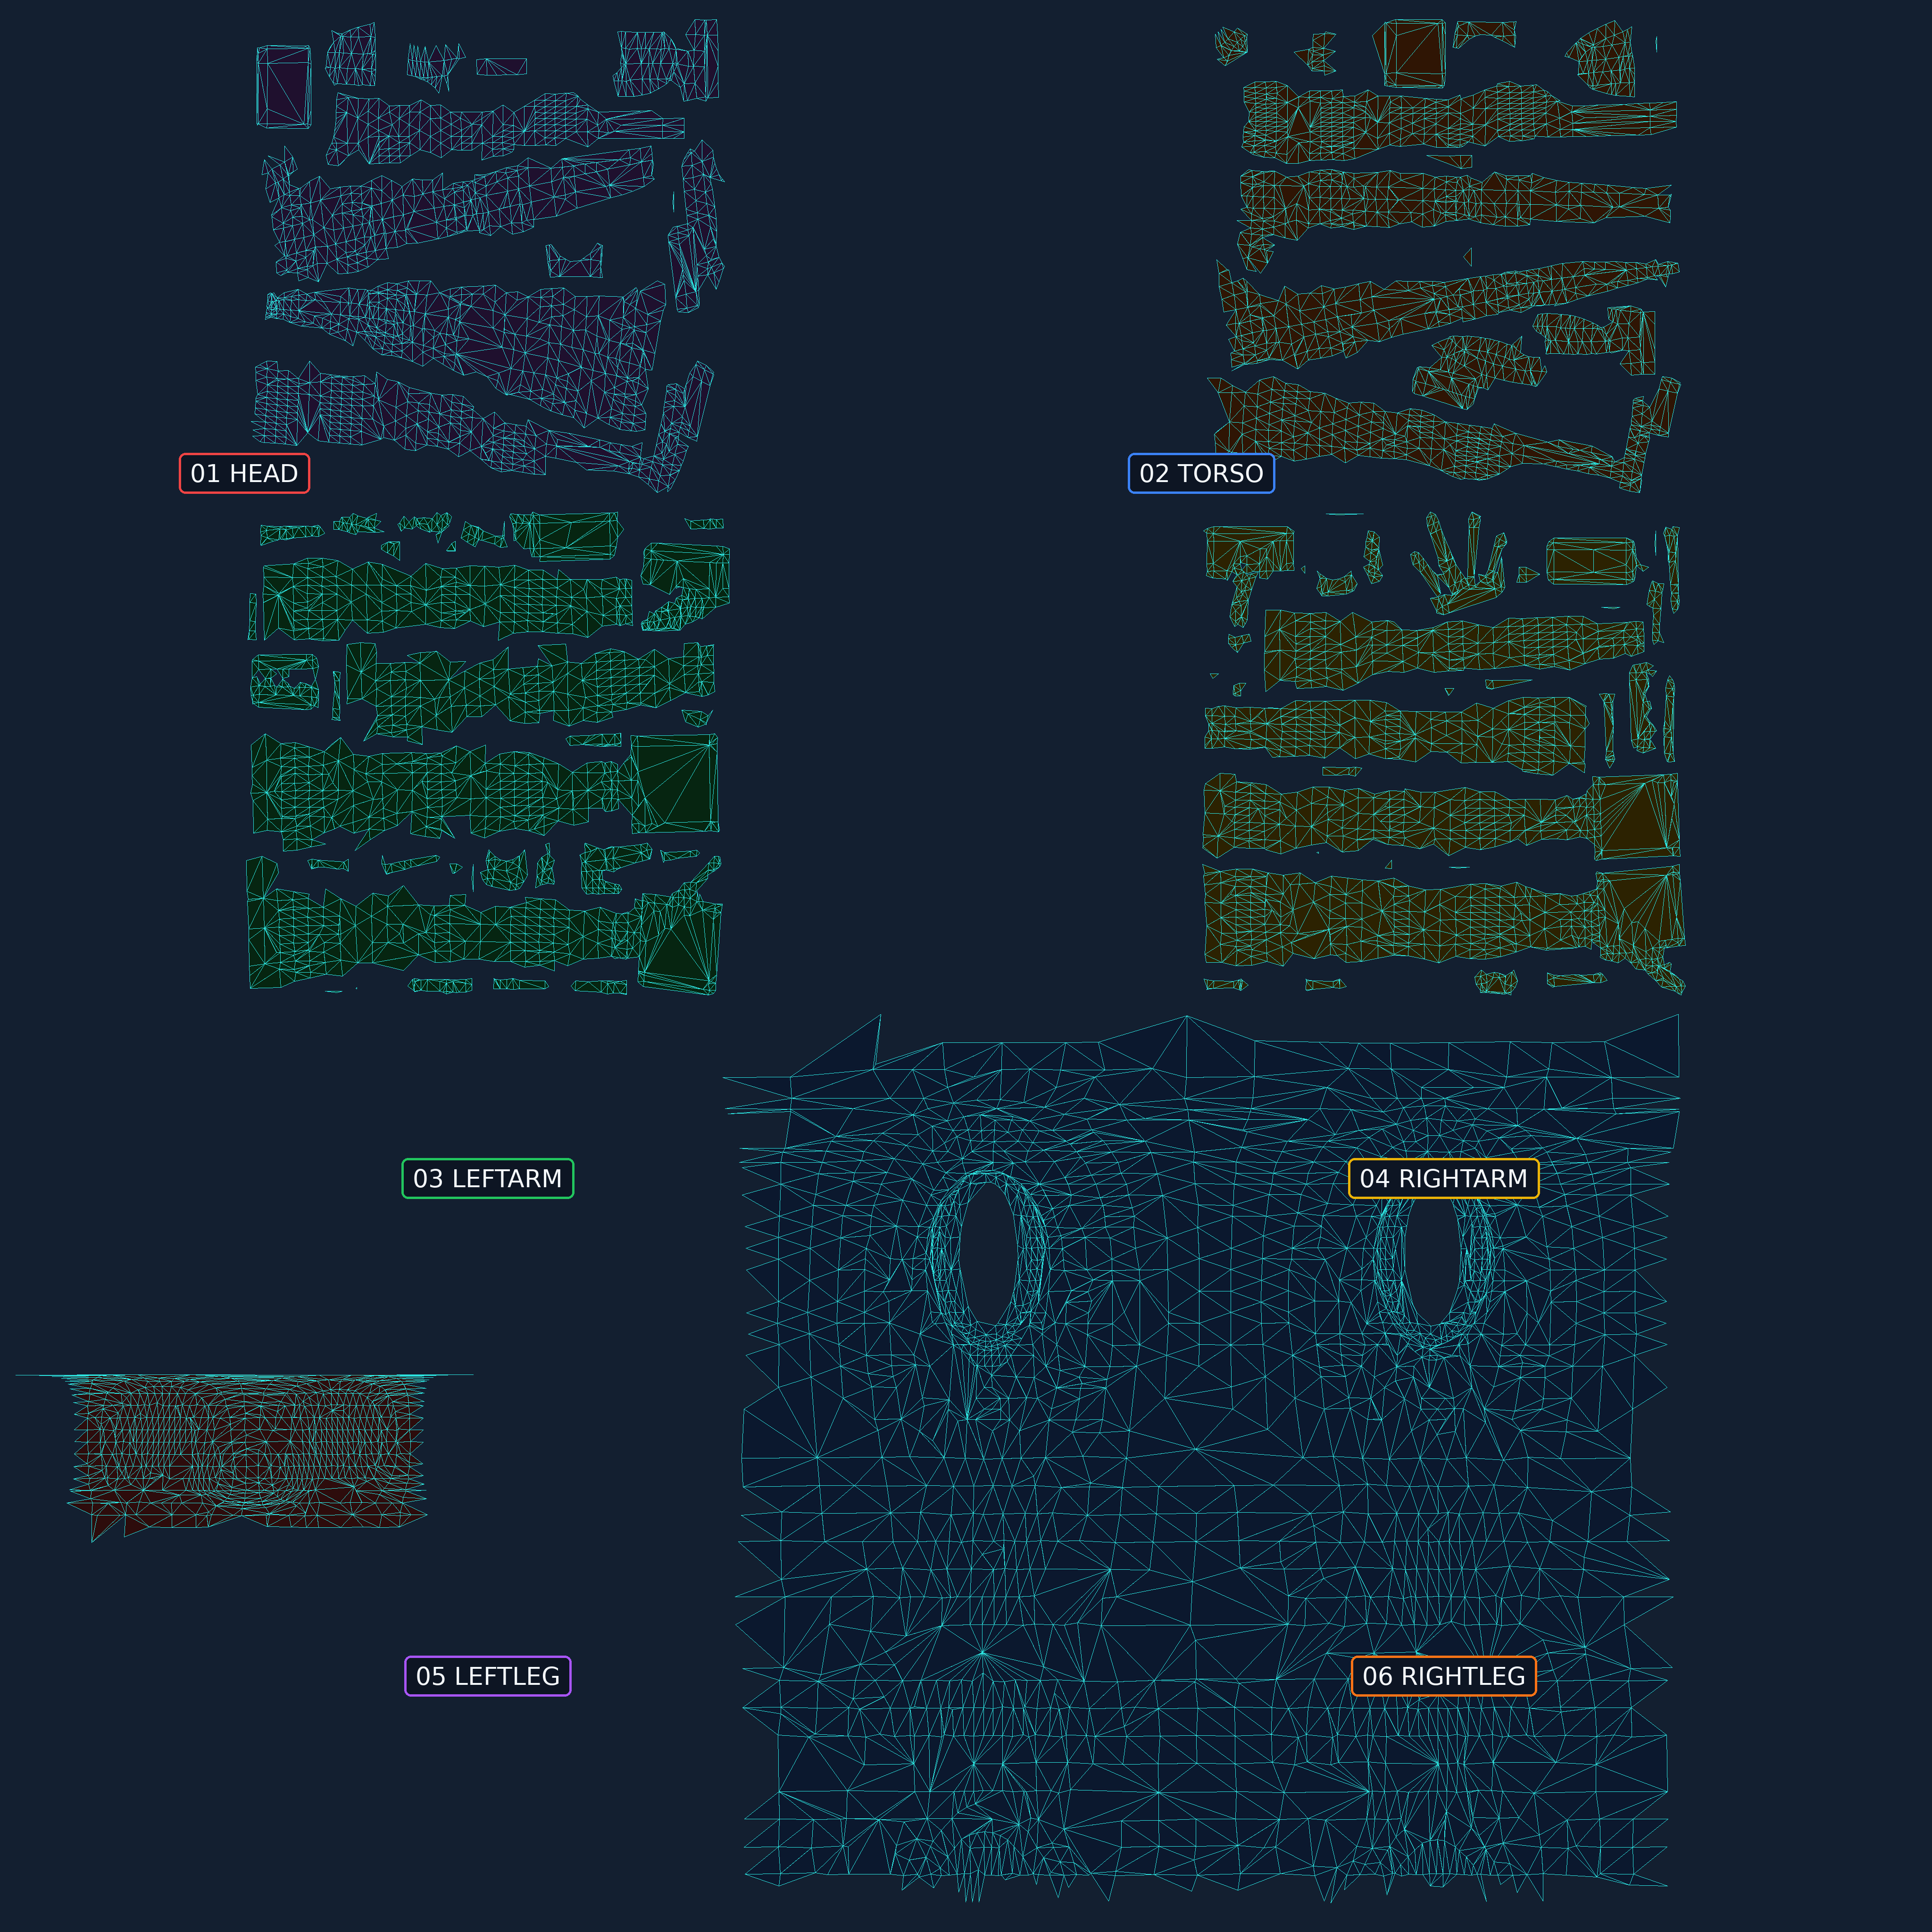 01 HEAD
02 TORSO
03 LEFTARM
04 RIGHTARM
05 LEFTLEG
06 RIGHTLEG